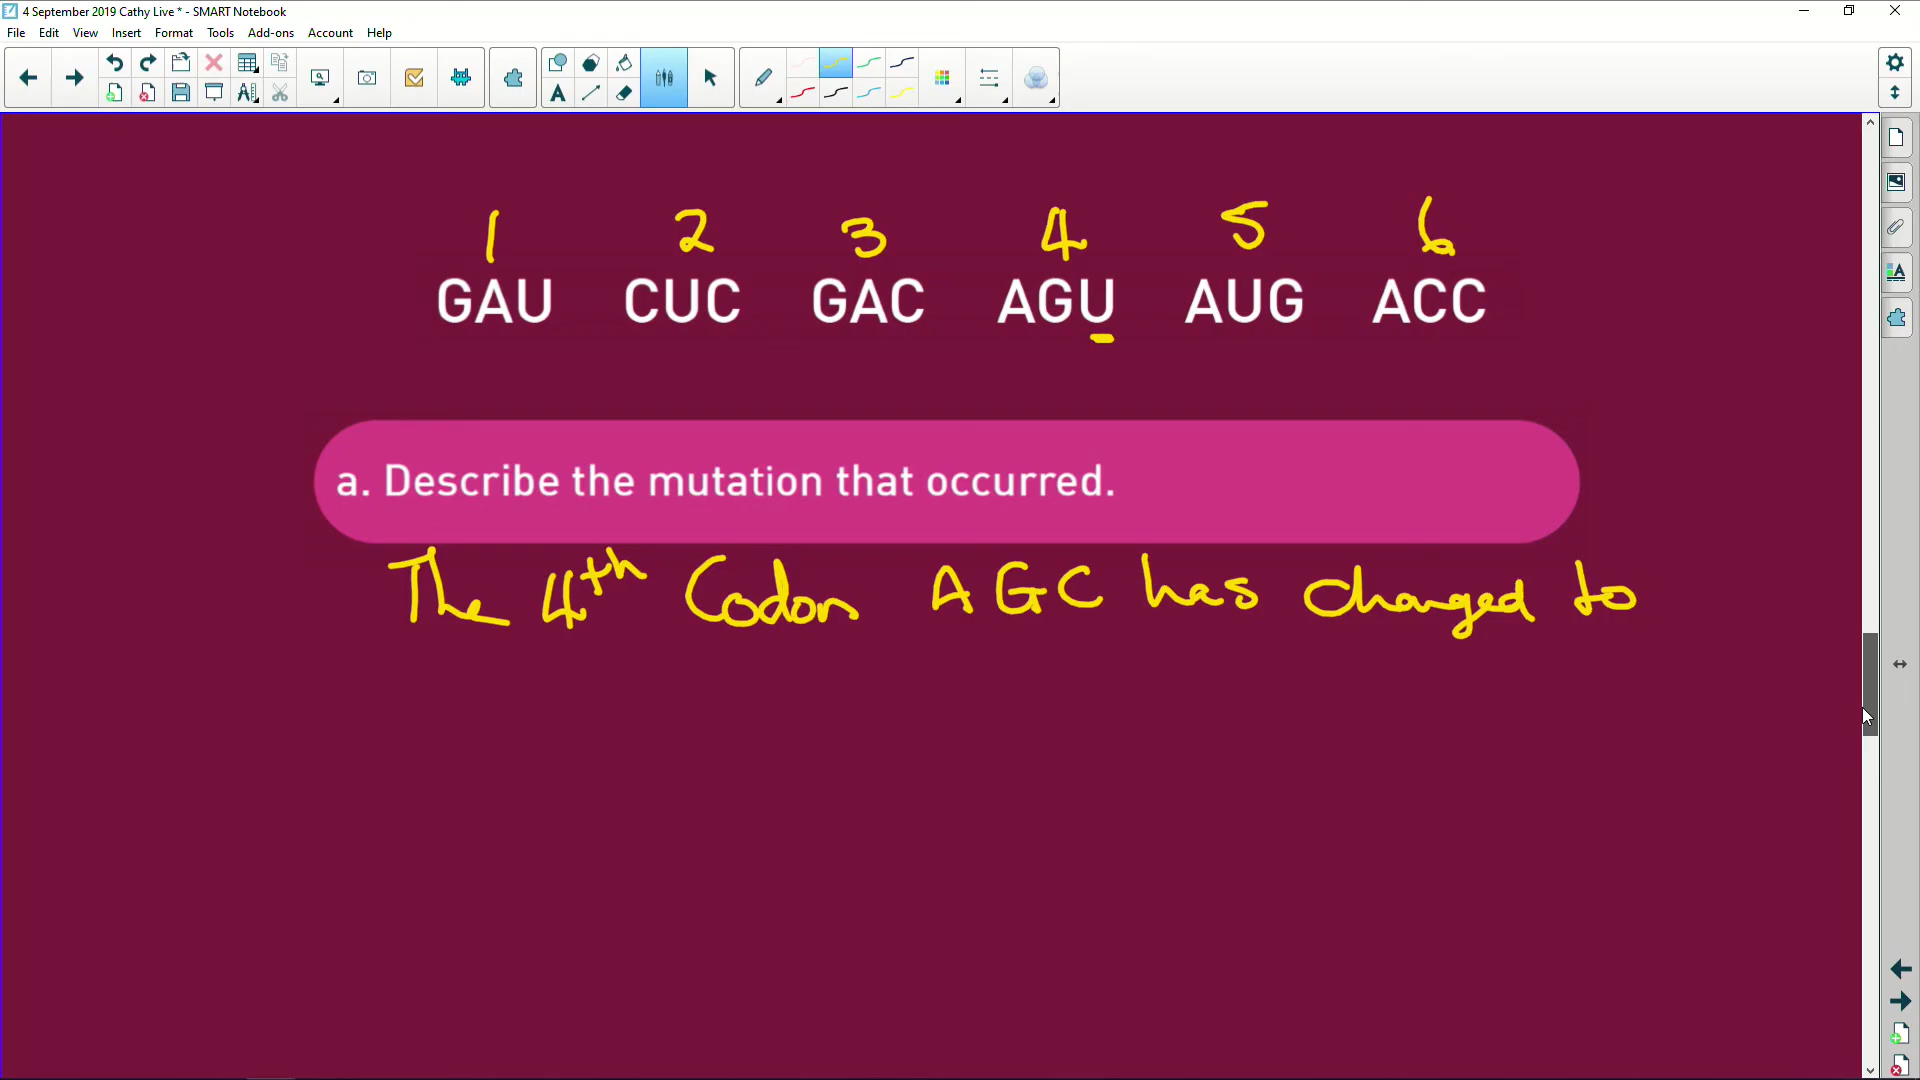 4 September 2019 Cathy Live * - SMART Notebook
File Edit View Insert Format Tools Add-ons Account Help
1 2 3 4 5 6
GAU CUC GAC AGU AUG ACC
a. Describe the mutation that occurred.
The 4th Codon AGC has changed to